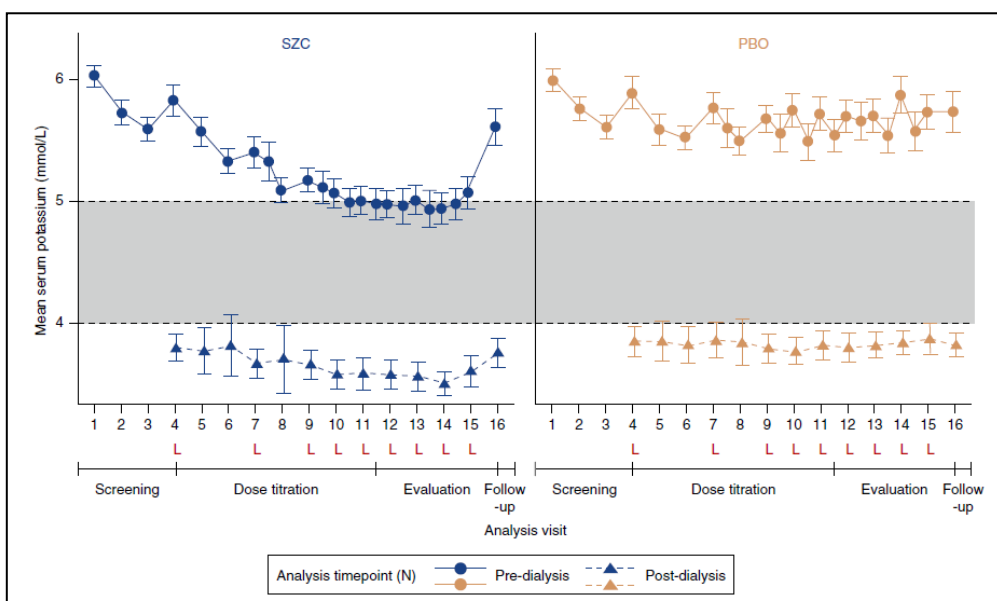 SZC
PBO
Mean serum potassium (mmol/L)
6
5
4
1 2 3 4 5 6 7 8 9 10 11 12 13 14 15 16
1 2 3 4 5 6 7 8 9 10 11 12 13 14 15 16
L L L L L L L L
L L L L L L L L
Screening Dose titration Evaluation Follow
-up
Screening Dose titration Evaluation Follow-
up
Analysis visit
Analysis timepoint (N) Pre-dialysis Post-dialysis